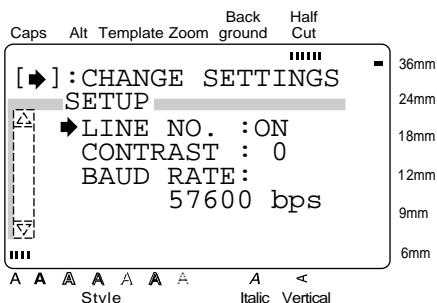 Back Half
Caps Alt Template Zoom ground Cut
[➡]:CHANGE SETTINGS
SETUP
➡LINE NO. :ON
CONTRAST : 0
BAUD RATE:
57600 bps
36mm
24mm
18mm
12mm
9mm
6mm
A A A A A A A A A
Style Italic Vertical